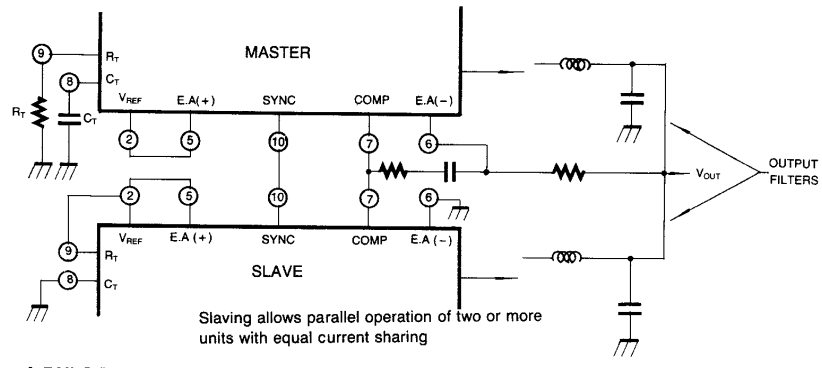 MASTER
9
R_T
8
C_T
R_T
C_T
V_REF
E.A(+)
SYNC
COMP
E.A(-)
2
5
10
7
6
OUTPUT
FILTERS
V_OUT
2
5
10
7
6
9
R_T
8
C_T
V_REF
E.A (+)
SYNC
COMP
E.A (-)
SLAVE
Slaving allows parallel operation of two or more
units with equal current sharing